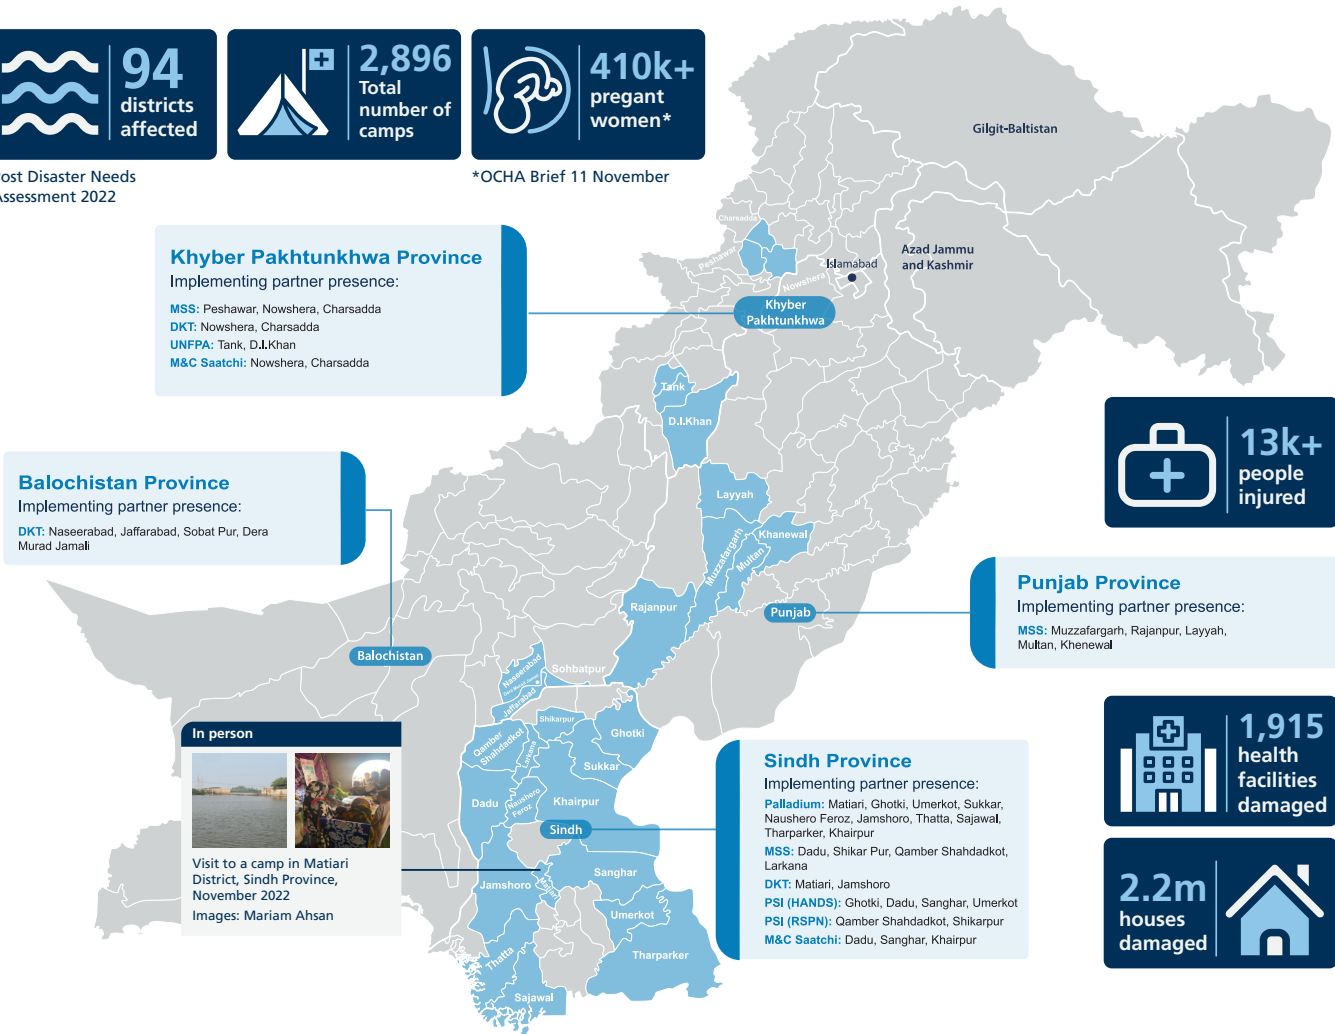 94
districts
affected
2,896
Total
number of
camps
410k+
pregant
women*
Post Disaster Needs
Assessment 2022
*OCHA Brief 11 November
Gilgit-Baltistan
Azad Jammu
and Kashmir
Islamabad
Charsadda
Peshawar
Nowshera
Khyber
Pakhtunkhwa
Khyber Pakhtunkhwa Province
Implementing partner presence:
MSS: Peshawar, Nowshera, Charsadda
DKT: Nowshera, Charsadda
UNFPA: Tank, D.I.Khan
M&C Saatchi: Nowshera, Charsadda
Tank
D.I.Khan
13k+
people
injured
Balochistan Province
Implementing partner presence:
DKT: Naseerabad, Jaffarabad, Sobat Pur, Dera
Murad Jamali
Layyah
Khanewal
Muzzafargarh
Multan
Rajanpur
Punjab
Punjab Province
Implementing partner presence:
MSS: Muzzafargarh, Rajanpur, Layyah,
Multan, Khenewal
Balochistan
Naseerabad
Dera Murad Jamali
Sohbatpur
Jaffarabad
Shikarpur
Ghotki
Qamber
Shahdadkot
Larkana
Sukkar
Dadu
Naushero
Feroz
Khairpur
Sindh
Sanghar
Jamshoro
Matiari
Umerkot
Tharparker
Thatta
Sajawal
In person
Visit to a camp in Matiari
District, Sindh Province,
November 2022
Images: Mariam Ahsan
Sindh Province
Implementing partner presence:
Palladium: Matiari, Ghotki, Umerkot, Sukkar,
Naushero Feroz, Jamshoro, Thatta, Sajawal,
Tharparker, Khairpur
MSS: Dadu, Shikar Pur, Qamber Shahdadkot,
Larkana
DKT: Matiari, Jamshoro
PSI (HANDS): Ghotki, Dadu, Sanghar, Umerkot
PSI (RSPN): Qamber Shahdadkot, Shikarpur
M&C Saatchi: Dadu, Sanghar, Khairpur
1,915
health
facilities
damaged
2.2m
houses
damaged